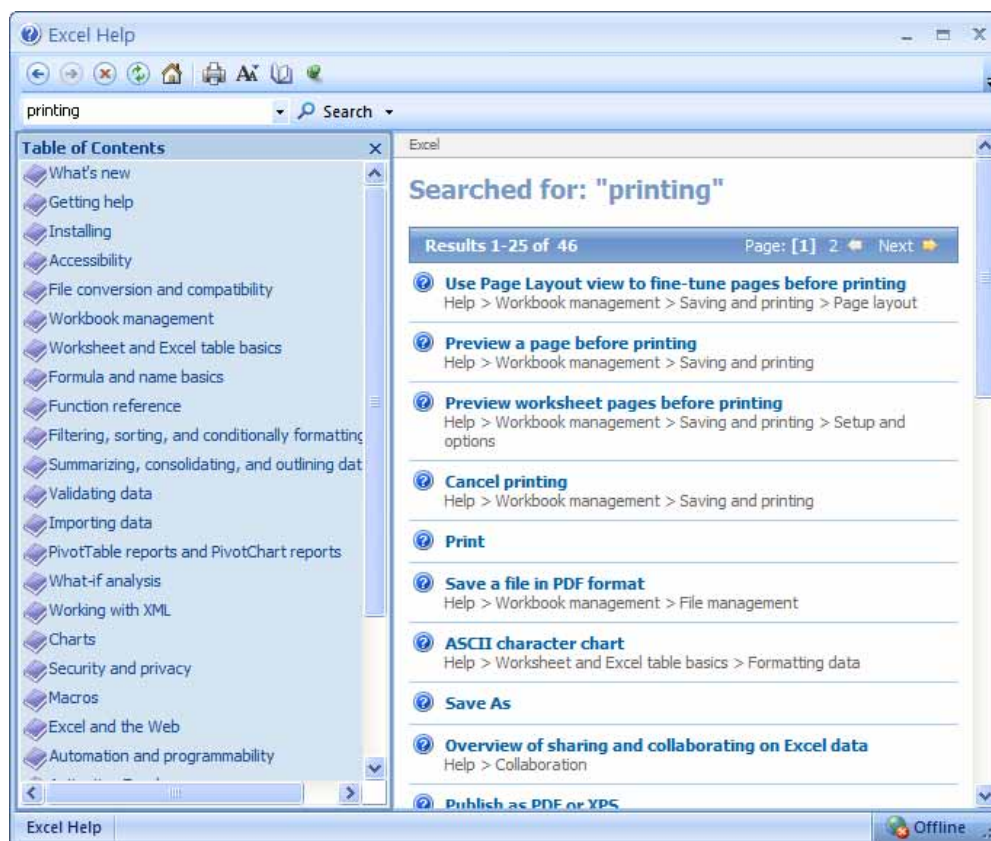 Excel Help
printing
Search
Table of Contents
What's new
Getting help
Installing
Accessibility
File conversion and compatibility
Workbook management
Worksheet and Excel table basics
Formula and name basics
Function reference
Filtering, sorting, and conditionally formatting
Summarizing, consolidating, and outlining dat
Validating data
Importing data
PivotTable reports and PivotChart reports
What-if analysis
Working with XML
Charts
Security and privacy
Macros
Excel and the Web
Automation and programmability
Excel
Searched for: "printing"
Results 1-25 of 46 Page: [1] 2 Next
Use Page Layout view to fine-tune pages before printing
Help > Workbook management > Saving and printing > Page layout
Preview a page before printing
Help > Workbook management > Saving and printing
Preview worksheet pages before printing
Help > Workbook management > Saving and printing > Setup and
options
Cancel printing
Help > Workbook management > Saving and printing
Print
Save a file in PDF format
Help > Workbook management > File management
ASCII character chart
Help > Worksheet and Excel table basics > Formatting data
Save As
Overview of sharing and collaborating on Excel data
Help > Collaboration
Publish as PDF or XPS
Excel Help
Offline